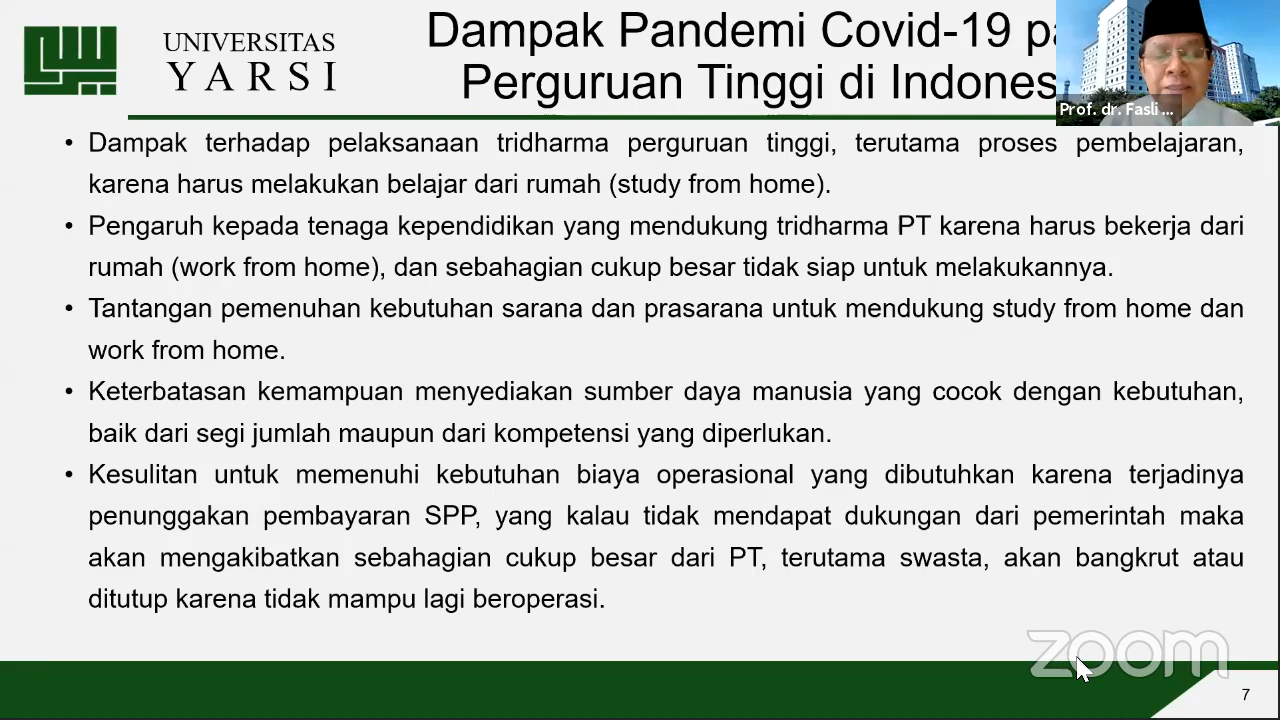 UNIVERSITAS
YARSI
Dampak Pandemi Covid-19 pa
Perguruan Tinggi di Indones
Prof. dr. Fasli ...
• Dampak terhadap pelaksanaan tridharma perguruan tinggi, terutama proses pembelajaran,
karena harus melakukan belajar dari rumah (study from home).
• Pengaruh kepada tenaga kependidikan yang mendukung tridharma PT karena harus bekerja dari
rumah (work from home), dan sebahagian cukup besar tidak siap untuk melakukannya.
• Tantangan pemenuhan kebutuhan sarana dan prasarana untuk mendukung study from home dan
work from home.
• Keterbatasan kemampuan menyediakan sumber daya manusia yang cocok dengan kebutuhan,
baik dari segi jumlah maupun dari kompetensi yang diperlukan.
• Kesulitan untuk memenuhi kebutuhan biaya operasional yang dibutuhkan karena terjadinya
penunggakan pembayaran SPP, yang kalau tidak mendapat dukungan dari pemerintah maka
akan mengakibatkan sebahagian cukup besar dari PT, terutama swasta, akan bangkrut atau
ditutup karena tidak mampu lagi beroperasi.
zoom
7